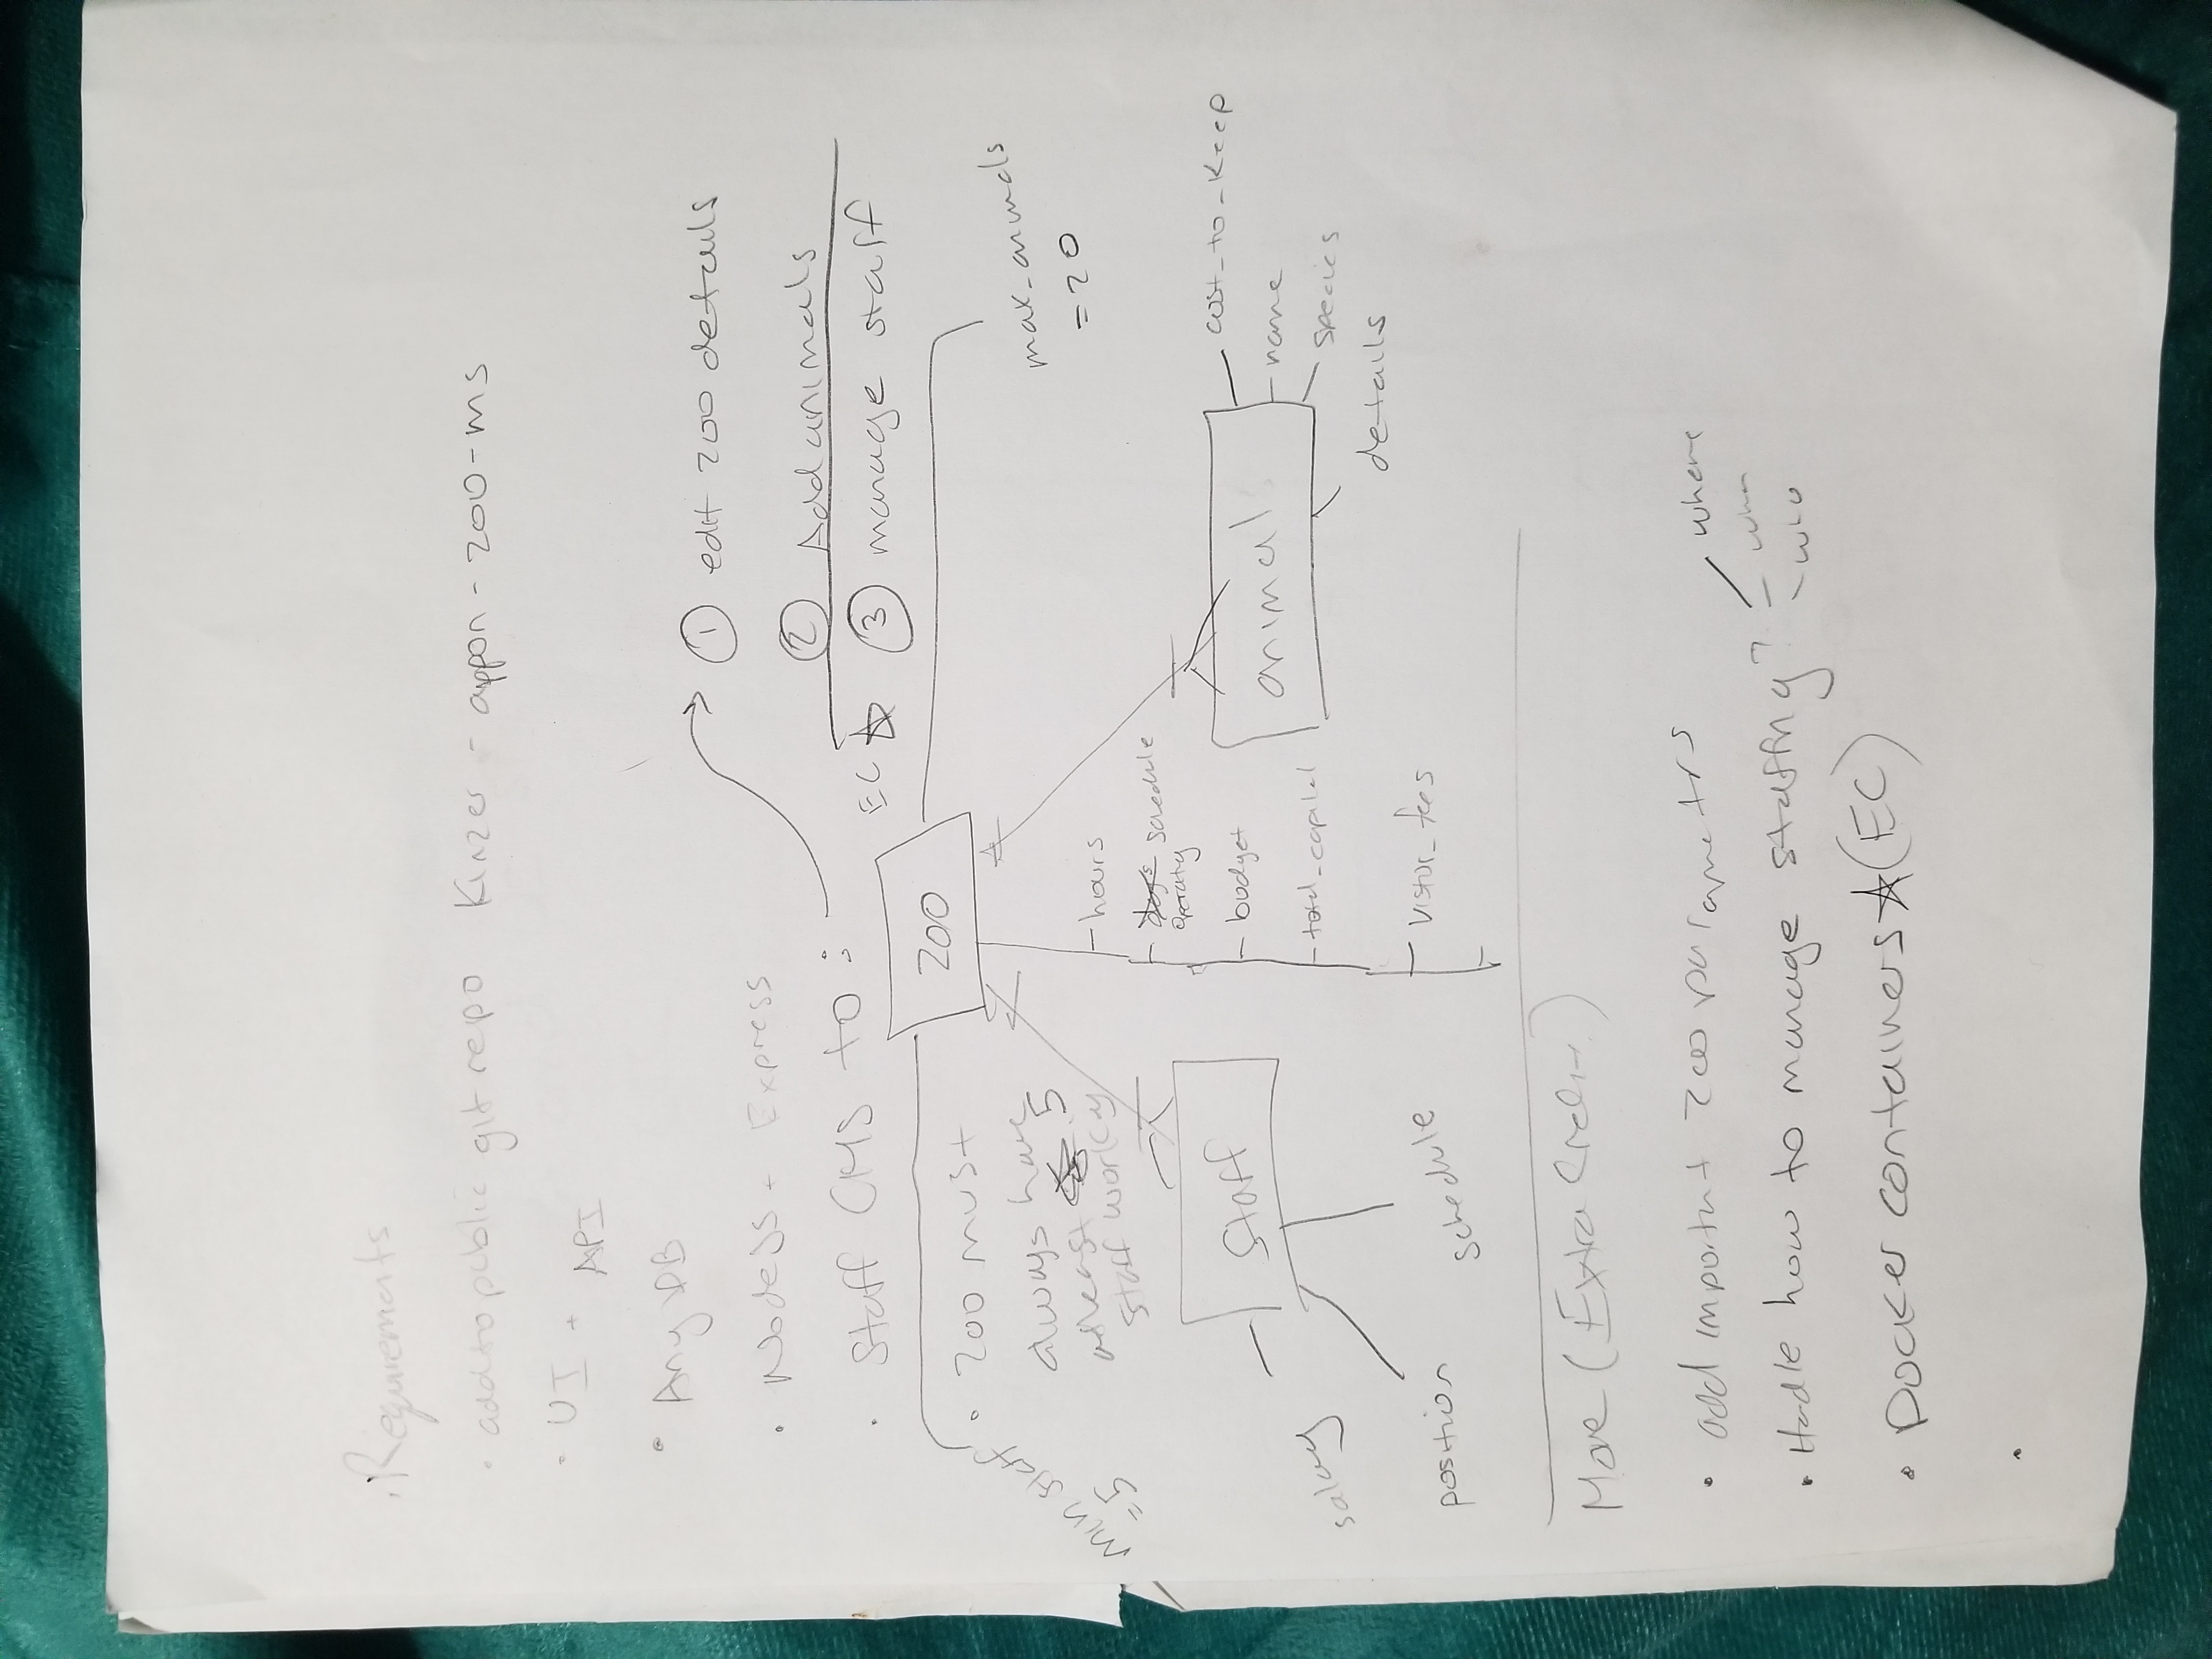 Requirements
• add to public git repo Kinzer - appon - zoo - ms
• UI + API
• Any DB
• NodeJS + Express
• Staff CMS to :
① edit zoo details
② Add animals
EC ☆ ③ manage staff
zoo
• zoo must
always have
atleast 5
staff working
min staff
=5
max_animals
=20
hours
schedule
operating
budget
total_capital
vistor_fees
staff
salary
position
schedule
animal
cost_to_keep
name
species
details
More (Extra Credit)
• add important zoo parametrs
• Hadle how to manage staffing?
where
when
who
• Docker containers ☆ (EC)
•